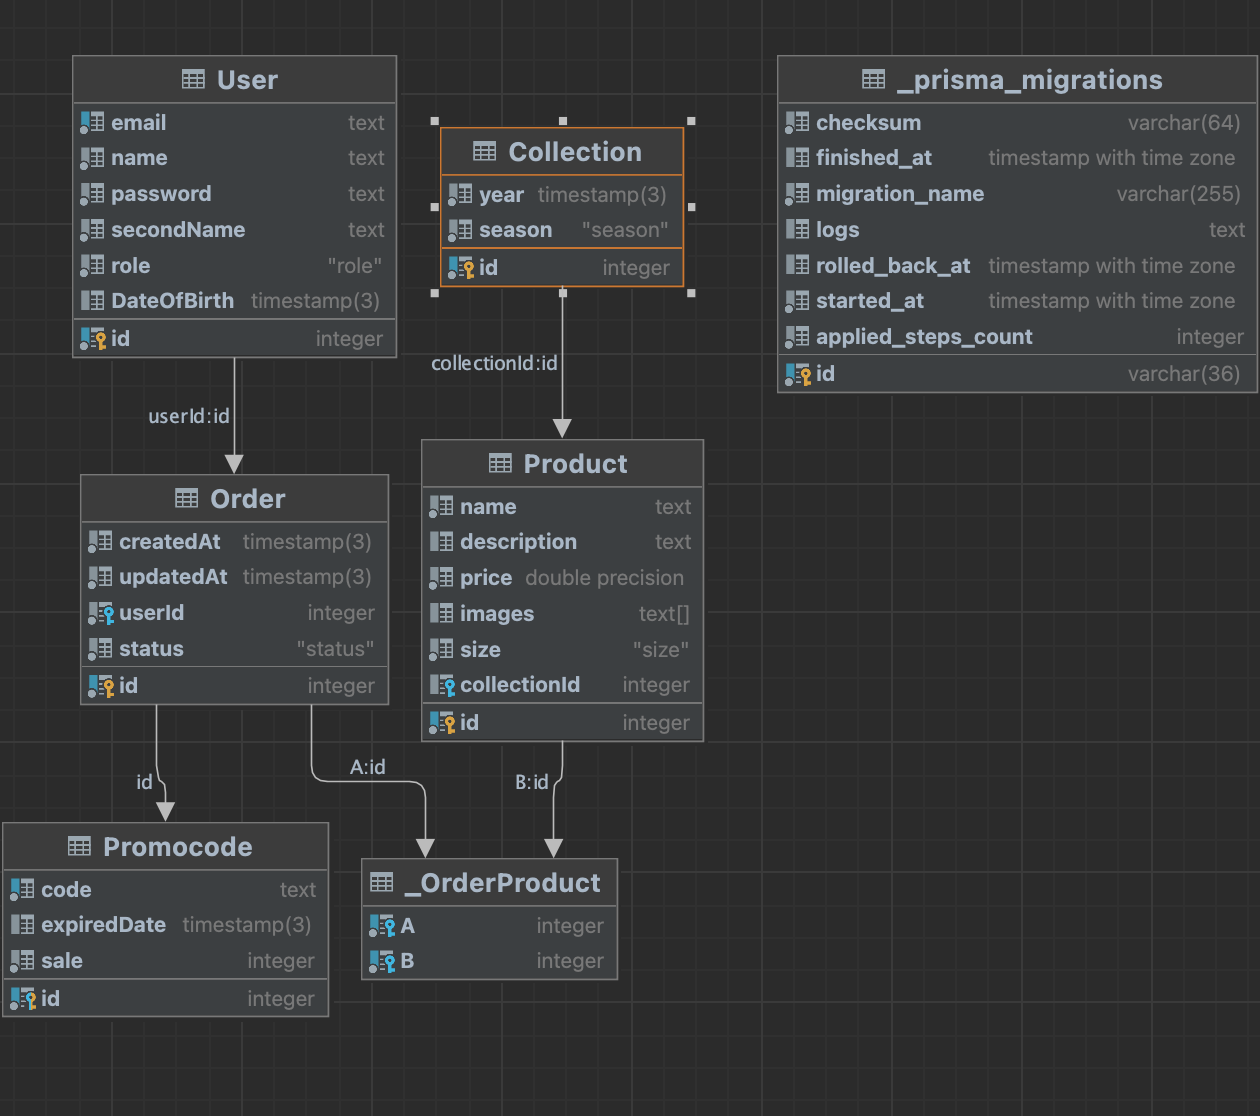 User
email text
name text
password text
secondName text
role "role"
DateOfBirth timestamp(3)
id integer
Collection
year timestamp(3)
season "season"
id integer
_prisma_migrations
checksum varchar(64)
finished_at timestamp with time zone
migration_name varchar(255)
logs text
rolled_back_at timestamp with time zone
started_at timestamp with time zone
applied_steps_count integer
id varchar(36)
userId:id
collectionId:id
Order
createdAt timestamp(3)
updatedAt timestamp(3)
userId integer
status "status"
id integer
Product
name text
description text
price double precision
images text[]
size "size"
collectionId integer
id integer
id
A:id
B:id
Promocode
code text
expiredDate timestamp(3)
sale integer
id integer
_OrderProduct
A integer
B integer